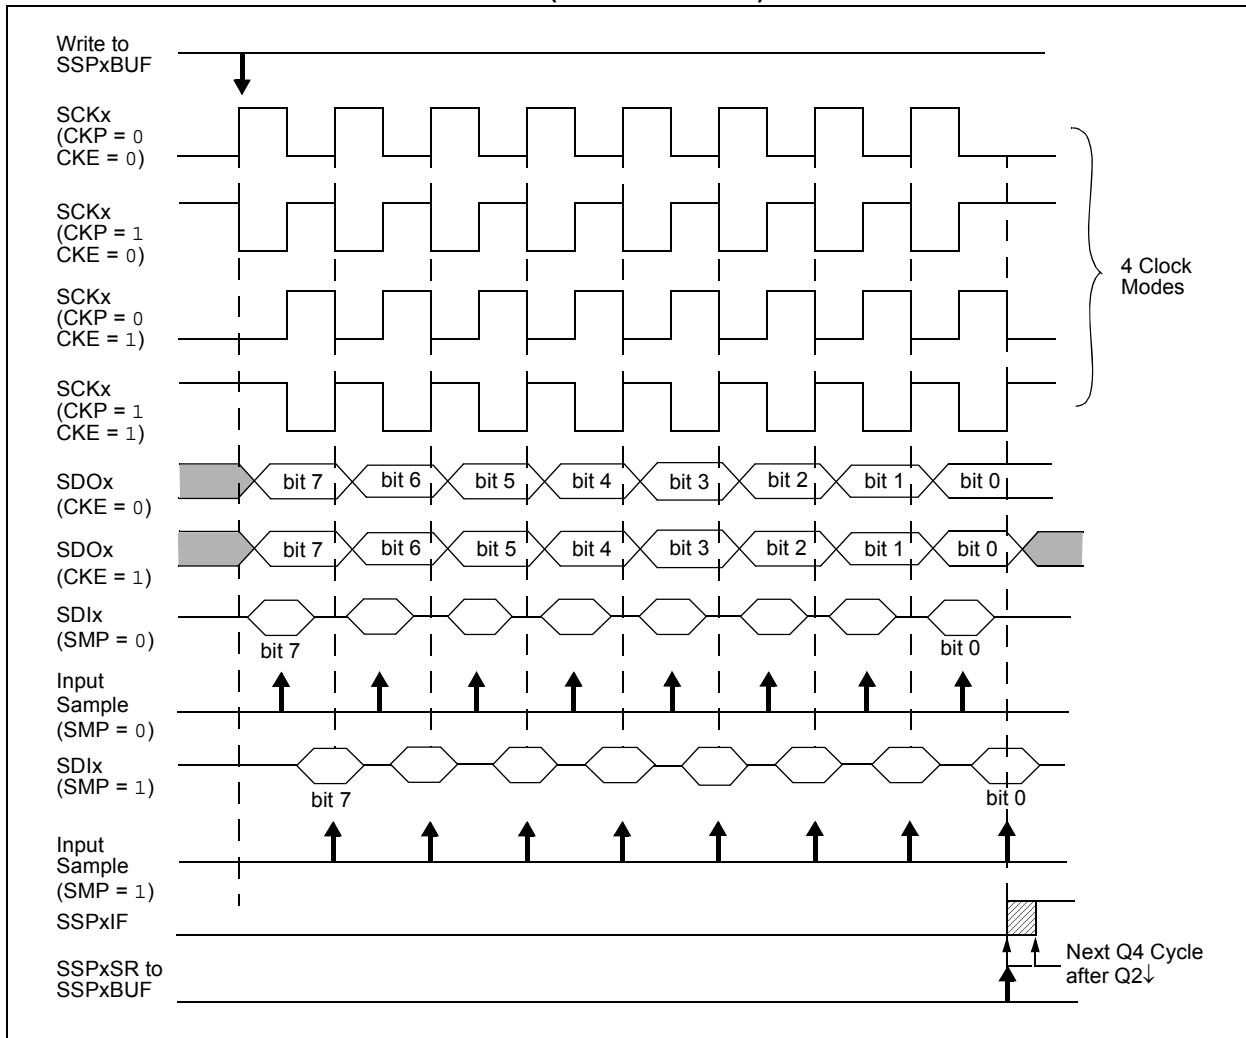 Write to
SSPxBUF
SCKx
(CKP = 0
CKE = 0)
SCKx
(CKP = 1
CKE = 0)
SCKx
(CKP = 0
CKE = 1)
SCKx
(CKP = 1
CKE = 1)
4 Clock
Modes
SDOx
(CKE = 0)
bit 7 bit 6 bit 5 bit 4 bit 3 bit 2 bit 1 bit 0
SDOx
(CKE = 1)
bit 7 bit 6 bit 5 bit 4 bit 3 bit 2 bit 1 bit 0
SDIx
(SMP = 0)
bit 7 bit 0
Input
Sample
(SMP = 0)
SDIx
(SMP = 1)
bit 7 bit 0
Input
Sample
(SMP = 1)
SSPxIF
SSPxSR to
SSPxBUF
Next Q4 Cycle
after Q2↓